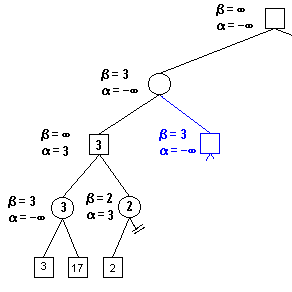 β = ∞
α = −∞
β = 3
α = −∞
β = ∞
α = 3
3
β = 3
α = −∞
β = 3
α = −∞
3
β = 2
α = 3
2
3
17
2